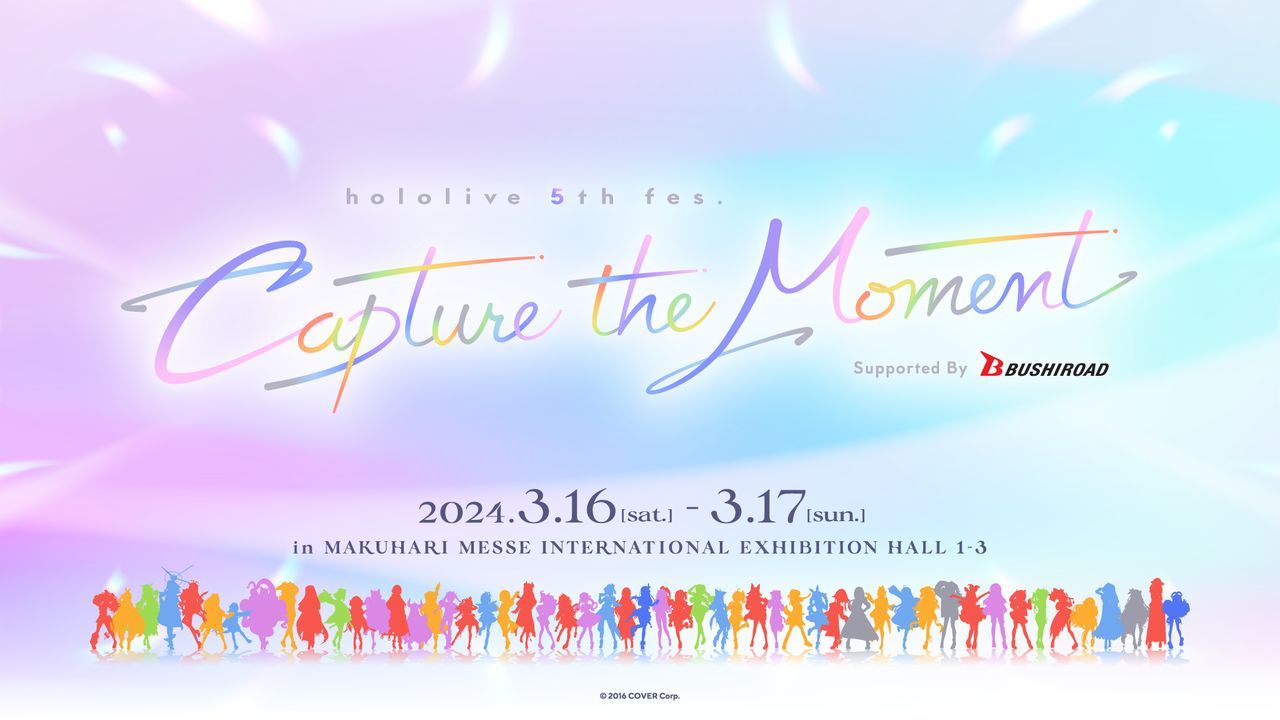 hololive 5th fes.
Capture the Moment
Supported By BUSHIROAD
2024.3.16[sat.] - 3.17[sun.]
in MAKUHARI MESSE INTERNATIONAL EXHIBITION HALL 1-3
© 2016 COVER Corp.